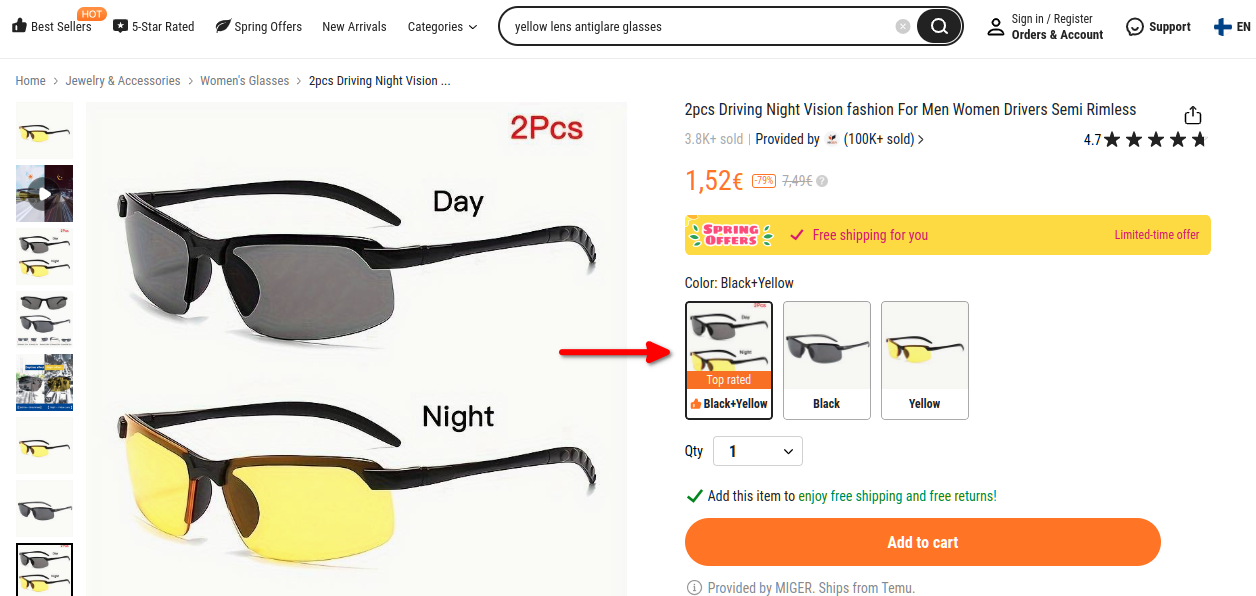 Best Sellers
HOT
5-Star Rated
Spring Offers
New Arrivals
Categories
yellow lens antiglare glasses
Sign in / Register
Orders & Account
Support
EN
Home > Jewelry & Accessories > Women's Glasses > 2pcs Driving Night Vision ...
2Pcs
Day
Night
2pcs Driving Night Vision fashion For Men Women Drivers Semi Rimless
3.8K+ sold | Provided by (100K+ sold) >
4.7
1,52€ -79% 7,49€ ?
SPRING OFFERS
Free shipping for you
Limited-time offer
Color: Black+Yellow
2Pcs
Day
Night
Top rated
Black+Yellow
Black
Yellow
Qty 1
Add this item to enjoy free shipping and free returns!
Add to cart
Provided by MIGER. Ships from Temu.